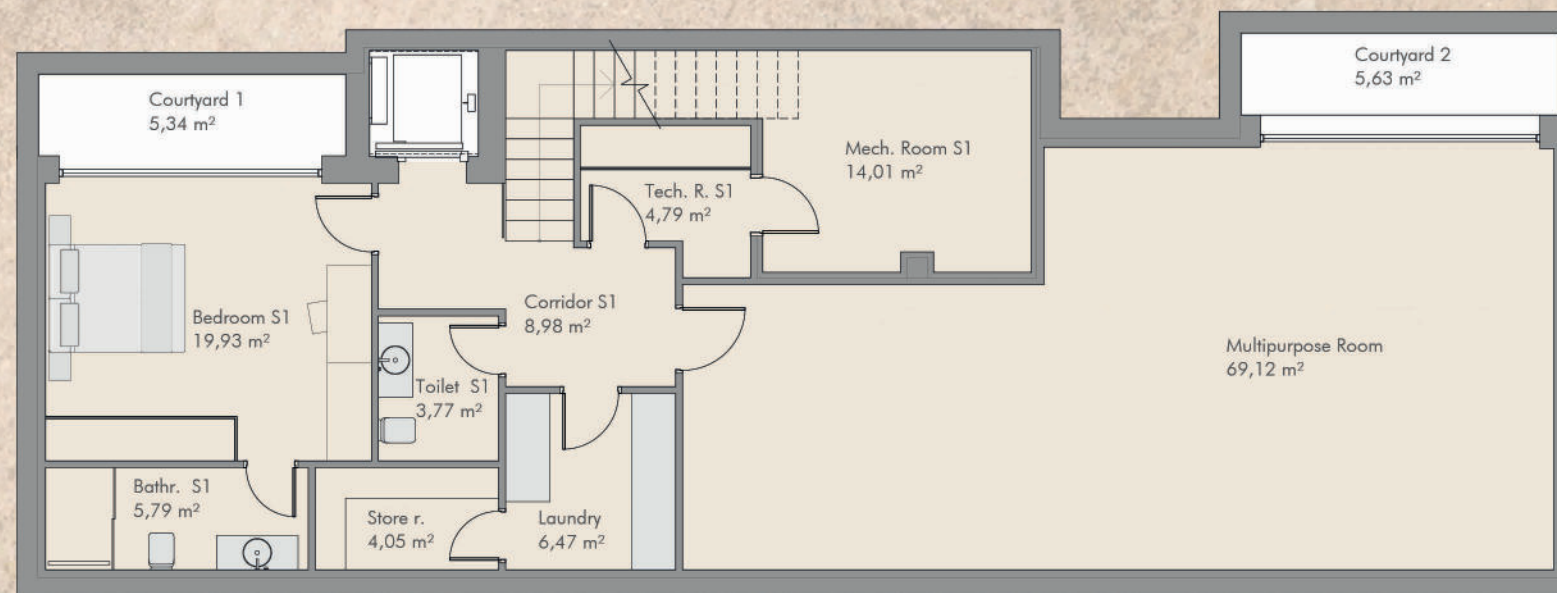 Courtyard 1
5,34 m²
Courtyard 2
5,63 m²
Mech. Room S1
14,01 m²
Tech. R. S1
4,79 m²
Bedroom S1
19,93 m²
Corridor S1
8,98 m²
Multipurpose Room
69,12 m²
Toilet S1
3,77 m²
Bathr. S1
5,79 m²
Store r.
4,05 m²
Laundry
6,47 m²